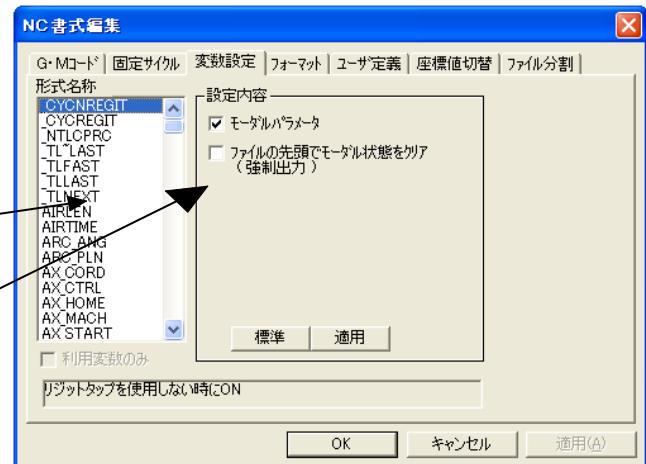 NC書式編集
G・Mコード 固定サイクル 変数設定 フォーマット ユーザ定義 座標値切替 ファイル分割
形式名称
_CYCNREGIT
_CYCREGIT
_NTLCPRC
_TL~LAST
_TLFAST
_TLLAST
_TLNEXT
AIRLEN
AIRTIME
ARC_ANG
ARC_PLN
AX_CORD
AX_CTRL
AX_HOME
AX_MACH
AX_START
利用変数のみ
設定内容
モーダルパラメータ
ファイルの先頭でモーダル状態をクリア
(強制出力)
標準 適用
リジットタップを使用しない時にON
OK キャンセル 適用(A)